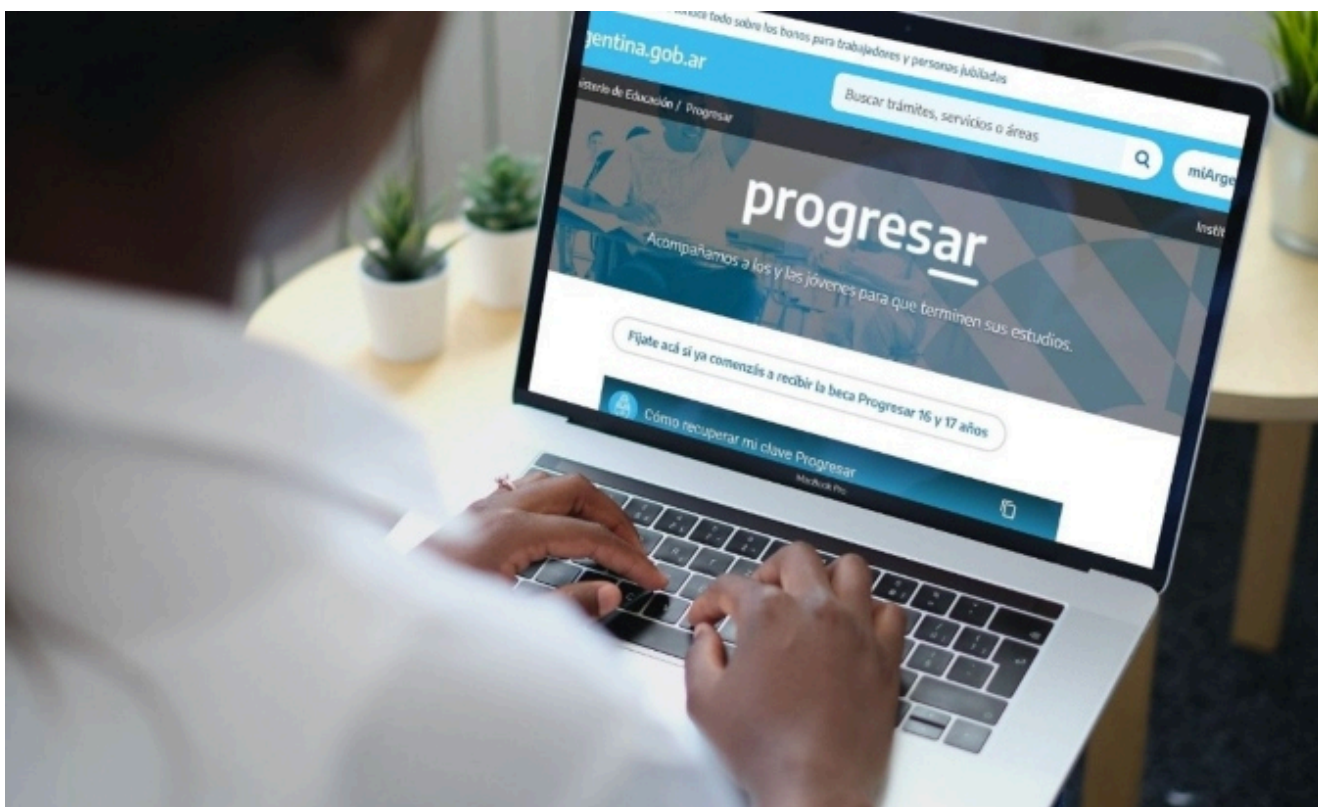 todo sobre los bonos para trabajadores y personas jubiladas
gentina.gob.ar
Buscar trámites, servicios o áreas
miArge
isterio de Educación / Progresar
Instit
progresar
Acompañamos a los y las jóvenes para que terminen sus estudios.
Fijate acá si ya comenzás a recibir la beca Progresar 16 y 17 años
Cómo recuperar mi clave Progresar
MacBook Pro